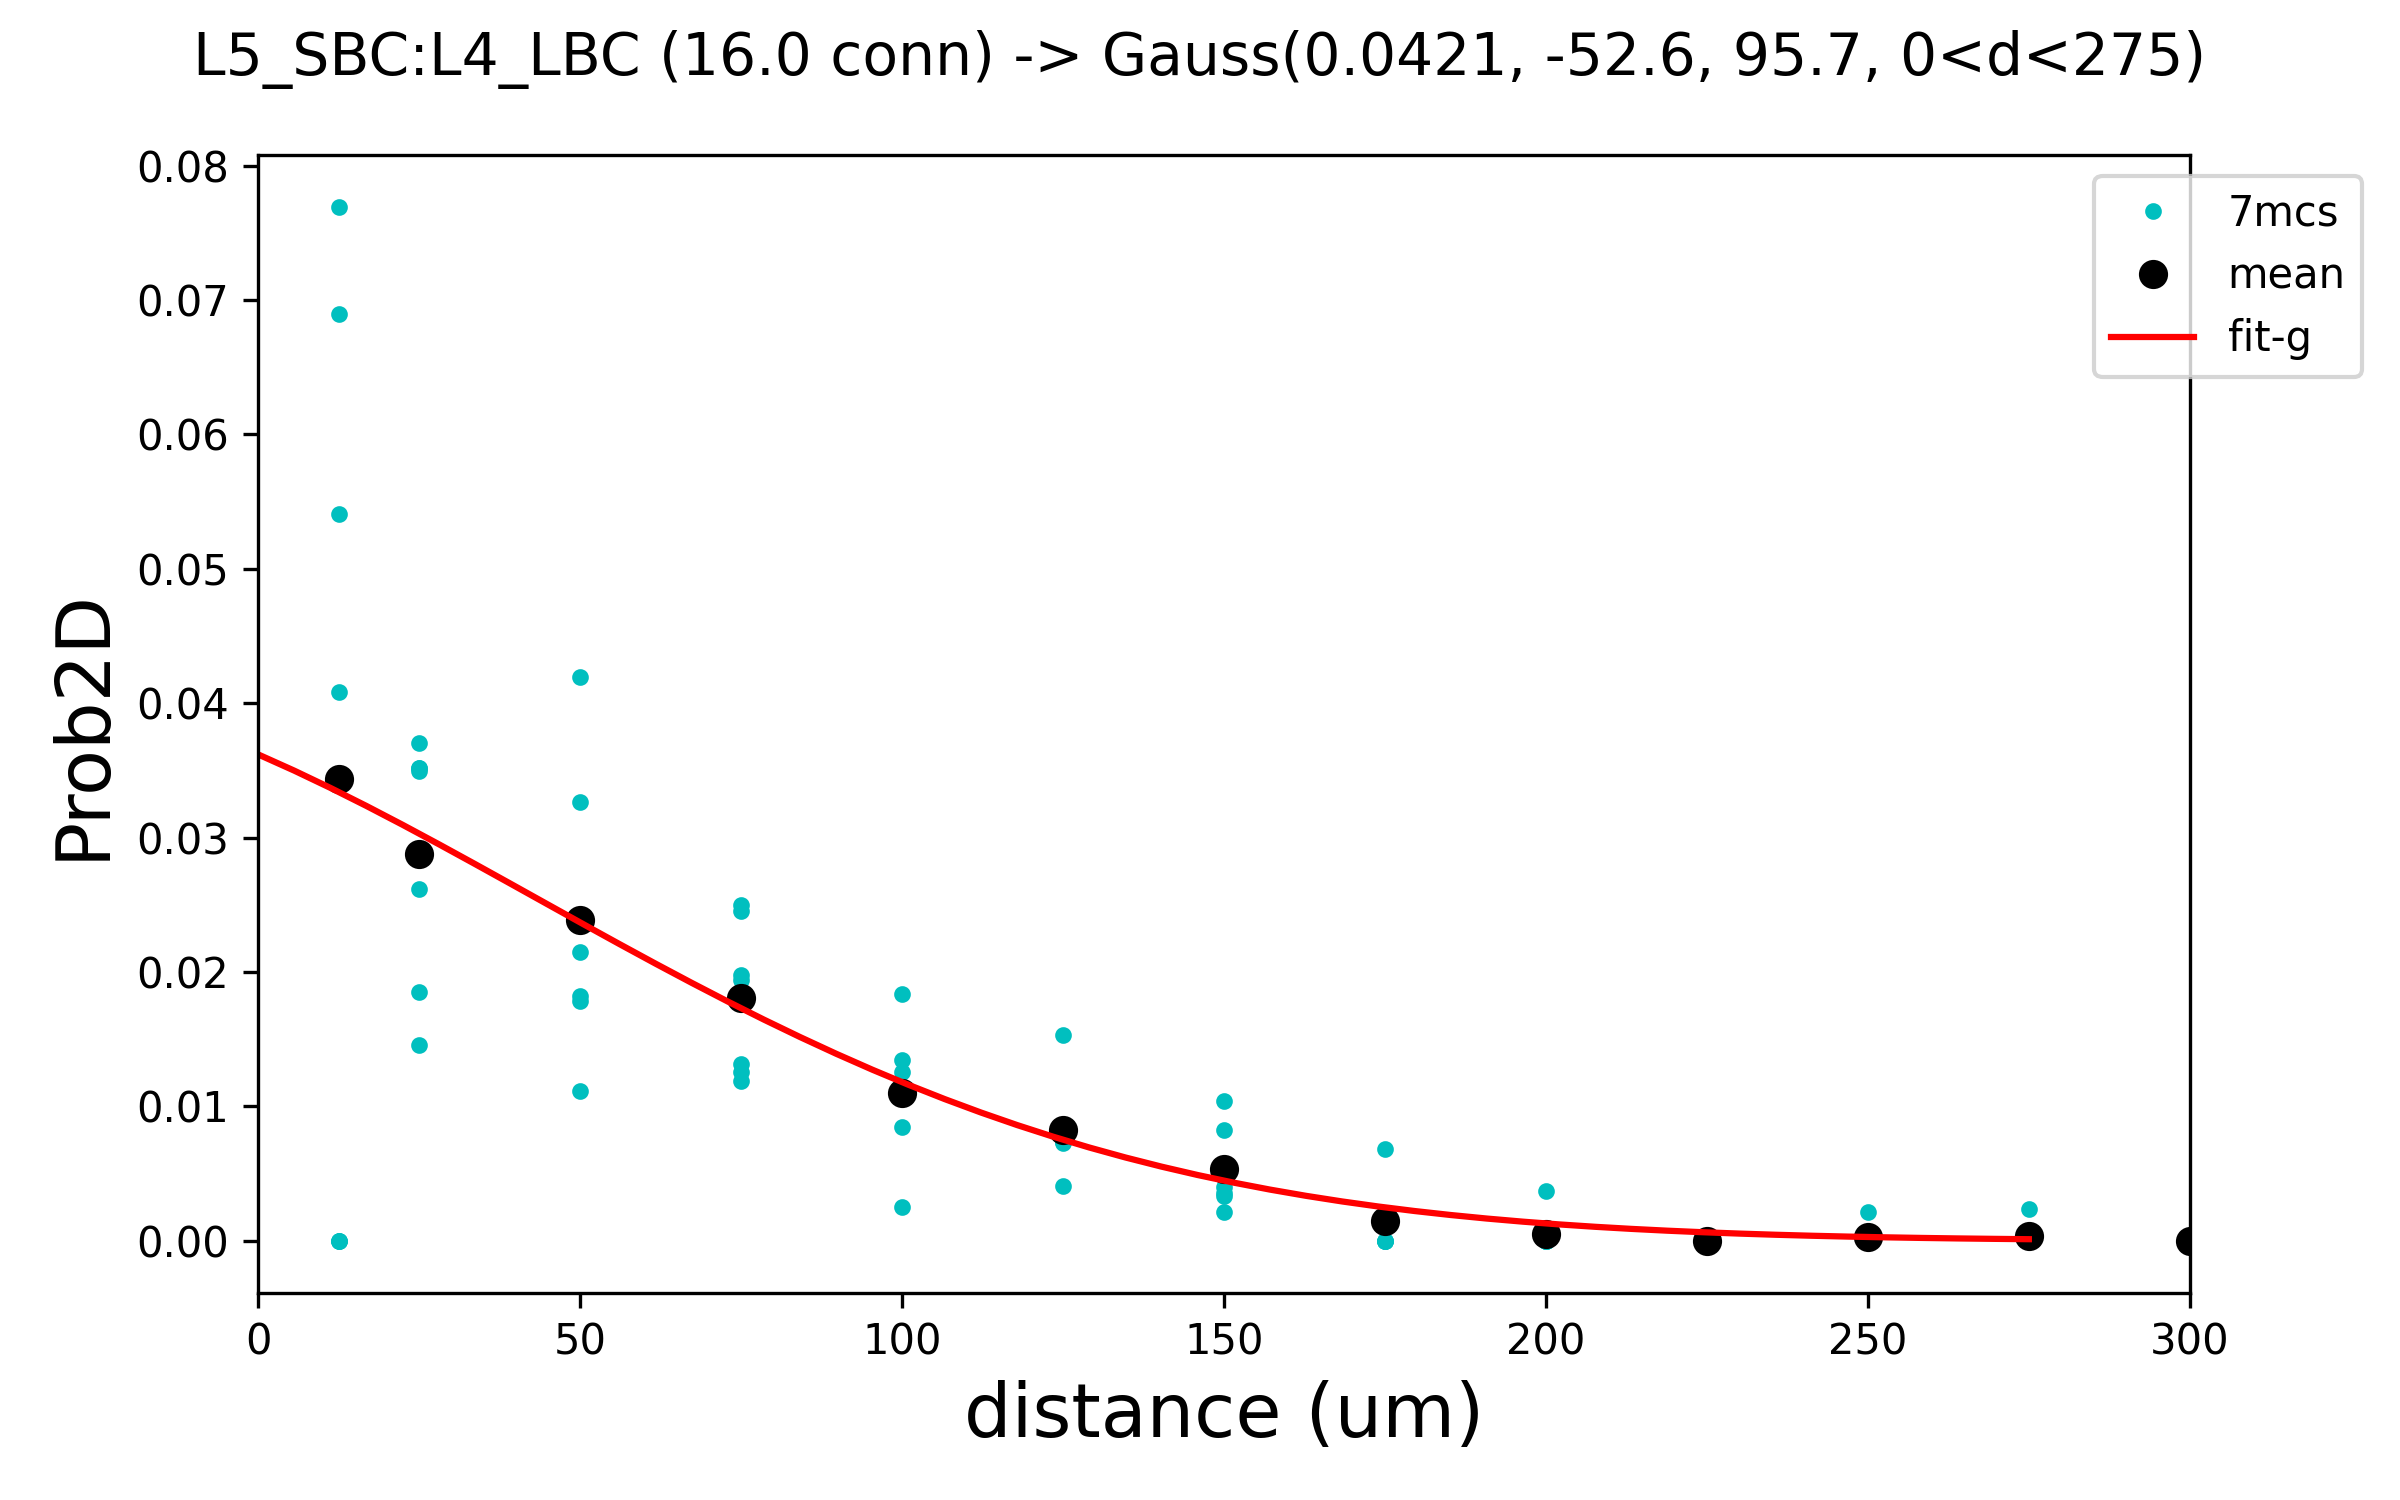 L5_SBC:L4_LBC (16.0 conn) -> Gauss(0.0421, -52.6, 95.7, 0<d<275)
0.08
0.07
0.06
0.05
0.04
0.03
0.02
0.01
0.00
Prob2D
7mcs
mean
fit-g
0 50 100 150 200 250 300
distance (um)